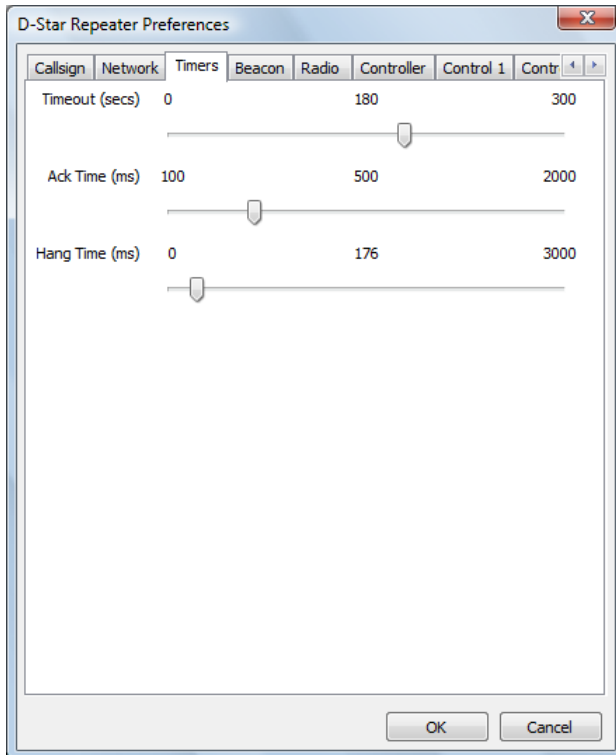 D-Star Repeater Preferences
Callsign Network Timers Beacon Radio Controller Control 1 Contr
Timeout (secs) 0 180 300
Ack Time (ms) 100 500 2000
Hang Time (ms) 0 176 3000
OK Cancel